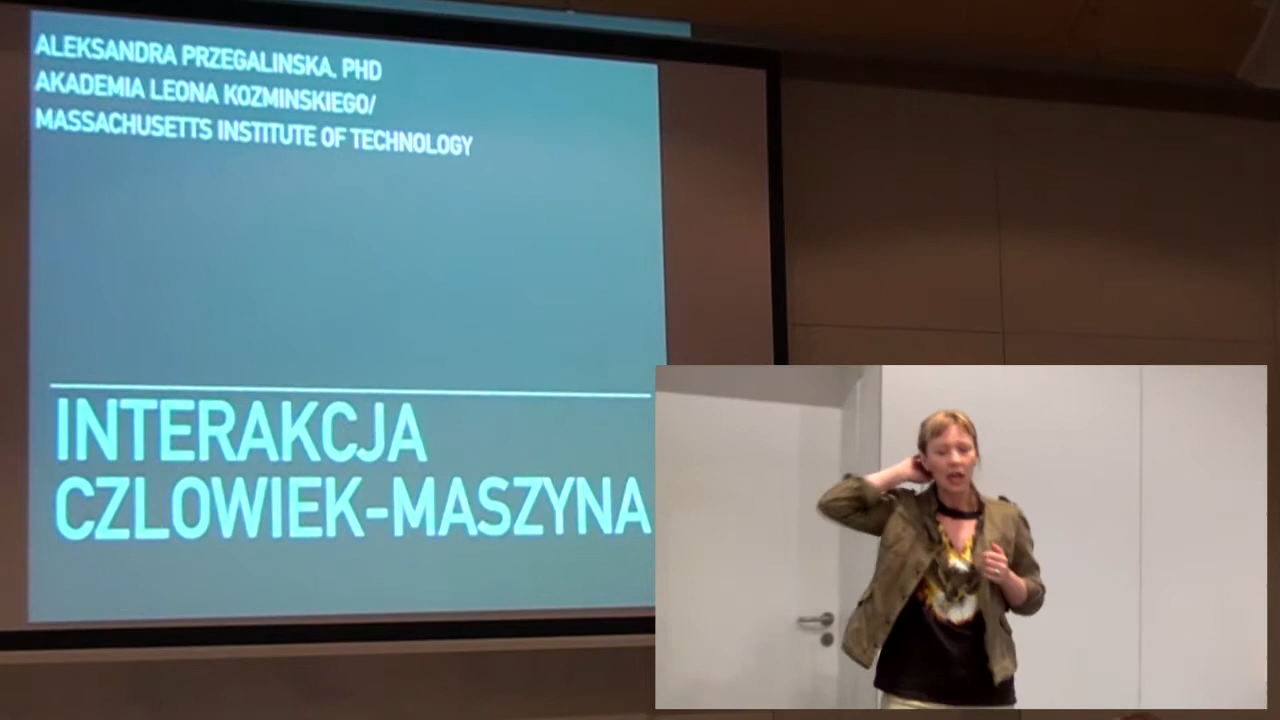 ALEKSANDRA PRZEGALINSKA, PHD
AKADEMIA LEONA KOZMINSKIEGO/
MASSACHUSETTS INSTITUTE OF TECHNOLOGY
INTERAKCJA
CZLOWIEK-MASZYNA